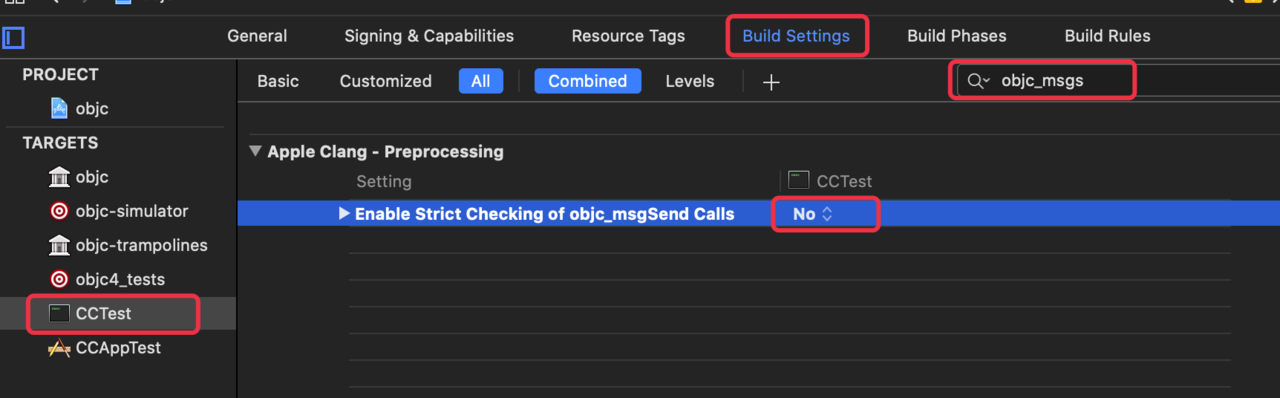 General Signing & Capabilities Resource Tags Build Settings Build Phases Build Rules
PROJECT
objc
TARGETS
objc
objc-simulator
objc-trampolines
objc4_tests
CCTest
CCAppTest
Basic Customized All Combined Levels + objc_msgs
Apple Clang - Preprocessing
Setting CCTest
Enable Strict Checking of objc_msgSend Calls No